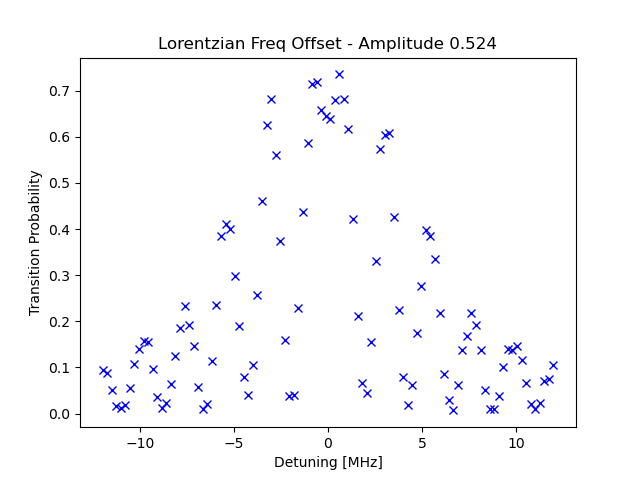 Lorentzian Freq Offset - Amplitude 0.524
Transition Probability
0.7
0.6
0.5
0.4
0.3
0.2
0.1
0.0
−10 −5 0 5 10
Detuning [MHz]